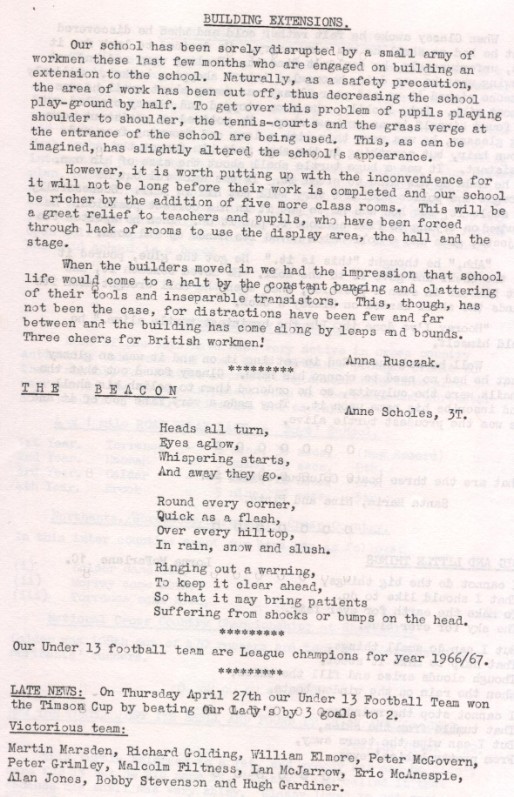 BUILDING EXTENSIONS.
Our school has been sorely disrupted by a small army of
workmen these last few months who are engaged on building an
extension to the school. Naturally, as a safety precaution,
the area of work has been cut off, thus decreasing the school
play-ground by half. To get over this problem of pupils playing
shoulder to shoulder, the tennis-courts and the grass verge at
the entrance of the school are being used. This, as can be
imagined, has slightly altered the school's appearance.
However, it is worth putting up with the inconvenience for
it will not be long before their work is completed and our school
be richer by the addition of five more class rooms. This will be
a great relief to teachers and pupils, who have been forced
through lack of rooms to use the display area, the hall and the
stage.
When the builders moved in we had the impression that school
life would come to a halt by the constant banging and clattering
of their tools and inseparable transistors. This, though, has
not been the case, for distractions have been few and far
between and the building has come along by leaps and bounds.
Three cheers for British workmen!
Anna Rusczak.
*********
THE BEACON
Anne Scholes, 3T.
Heads all turn,
Eyes aglow,
Whispering starts,
And away they go.
Round every corner,
Quick as a flash,
Over every hilltop,
In rain, snow and slush.
Ringing out a warning,
To keep it clear ahead,
So that it may bring patients
Suffering from shocks or bumps on the head.
*********
Our Under 13 football team are League champions for year 1966/67.
*********
LATE NEWS: On Thursday April 27th our Under 13 Football Team won
the Timson Cup by beating Our Lady's by 3 goals to 2.
Victorious team:
Martin Marsden, Richard Golding, William Elmore, Peter McGovern,
Peter Grimley, Malcolm Filtness, Ian McJarrow, Eric McAnespie,
Alan Jones, Bobby Stevenson and Hugh Gardiner.